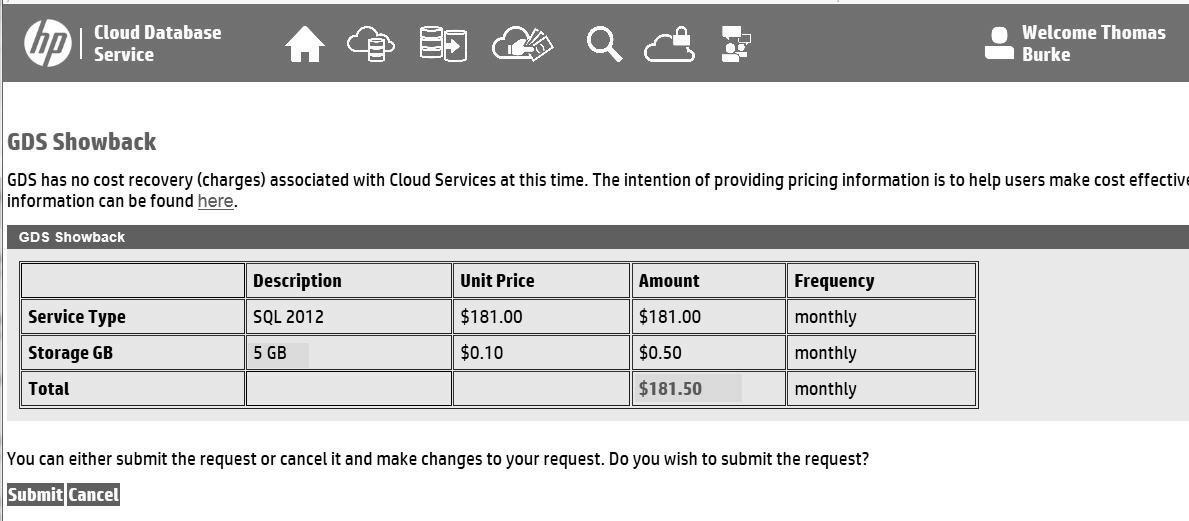 hp
Cloud Database
Service
Welcome Thomas
Burke
GDS Showback
GDS has no cost recovery (charges) associated with Cloud Services at this time. The intention of providing pricing information is to help users make cost effective
information can be found here.
GDS Showback
Description Unit Price Amount Frequency
Service Type SQL 2012 $181.00 $181.00 monthly
Storage GB 5 GB $0.10 $0.50 monthly
Total $181.50 monthly
You can either submit the request or cancel it and make changes to your request. Do you wish to submit the request?
Submit Cancel